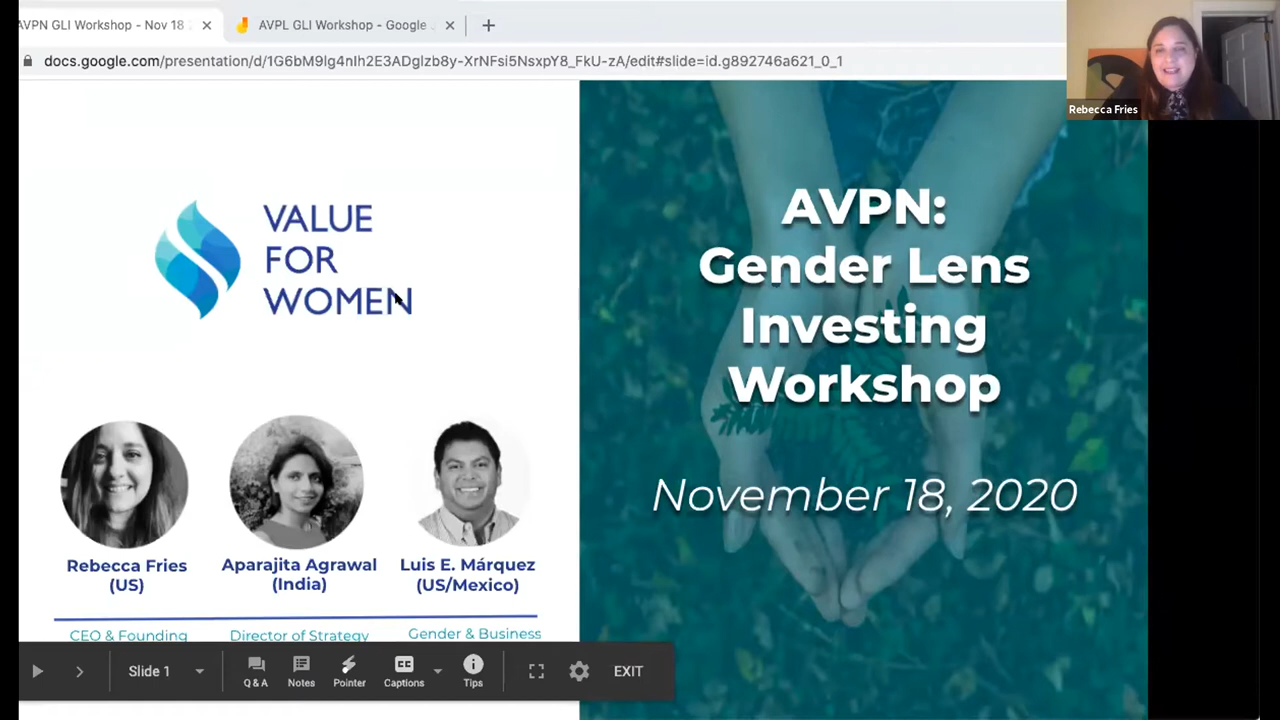 AVPN GLI Workshop - Nov 18
AVPL GLI Workshop - Google
docs.google.com/presentation/d/1G6bM9lg4nIh2E3ADglzb8y-XrNFsi5NsxpY8_FkU-zA/edit#slide=id.g892746a621_0_1
Rebecca Fries
VALUE
FOR
WOMEN
AVPN:
Gender Lens
Investing
Workshop
November 18, 2020
Rebecca Fries
(US)
Aparajita Agrawal
(India)
Luis E. Márquez
(US/Mexico)
CEO & Founding
Director of Strategy
Gender & Business
Slide 1
Q & A
Notes
Pointer
CC
Captions
Tips
EXIT